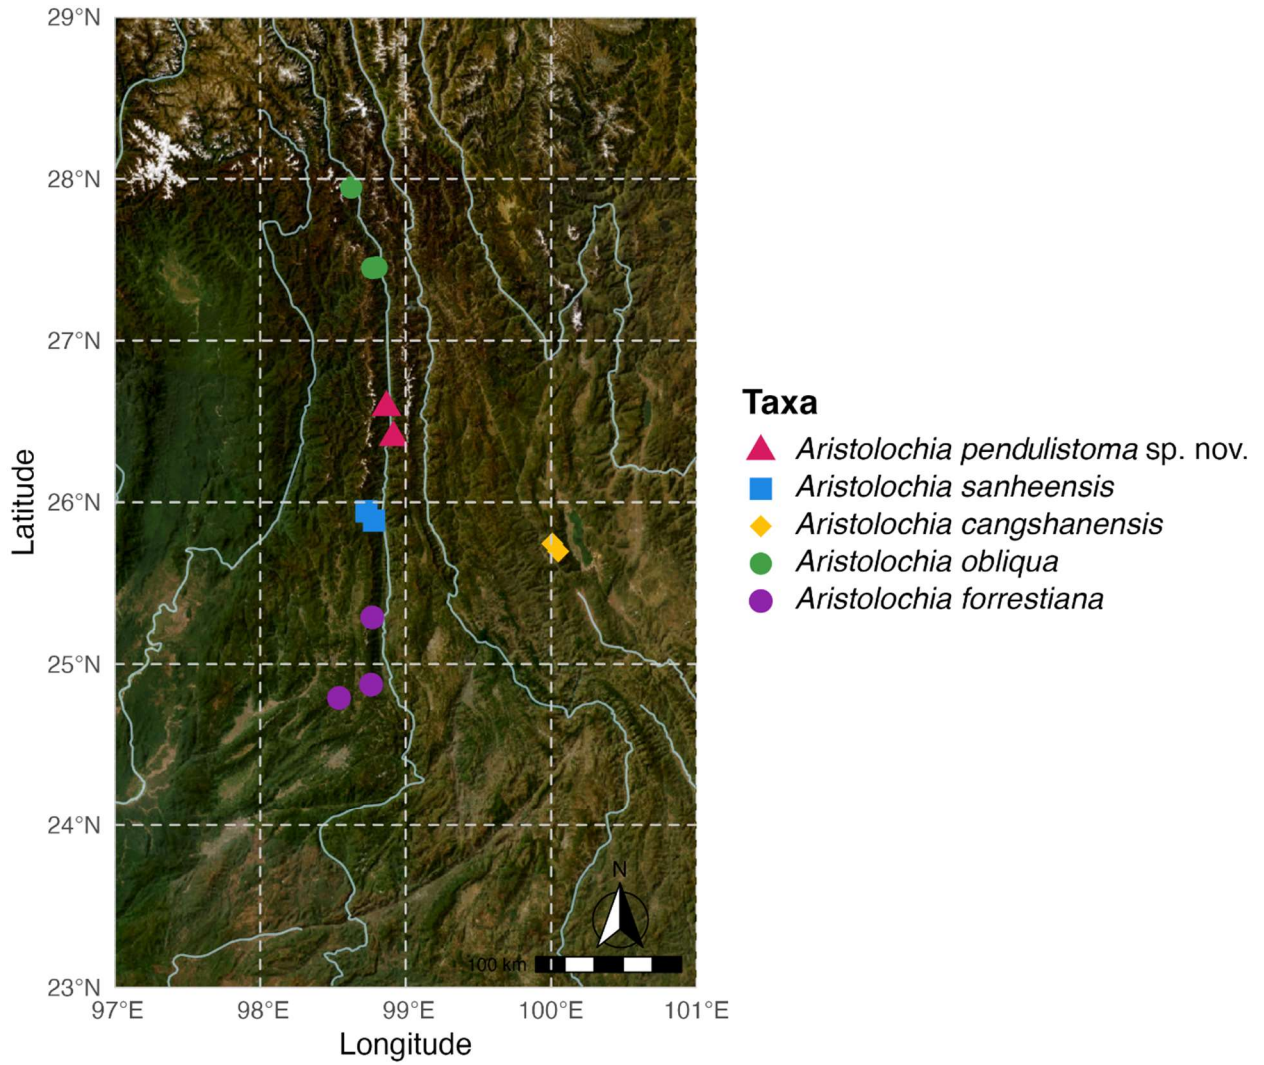 29°N
28°N
27°N
26°N
25°N
24°N
23°N
97°E
98°E
99°E
100°E
101°E
Latitude
Longitude
N
100 km
Taxa
Aristolochia pendulistoma sp. nov.
Aristolochia sanheensis
Aristolochia cangshanensis
Aristolochia obliqua
Aristolochia forrestiana